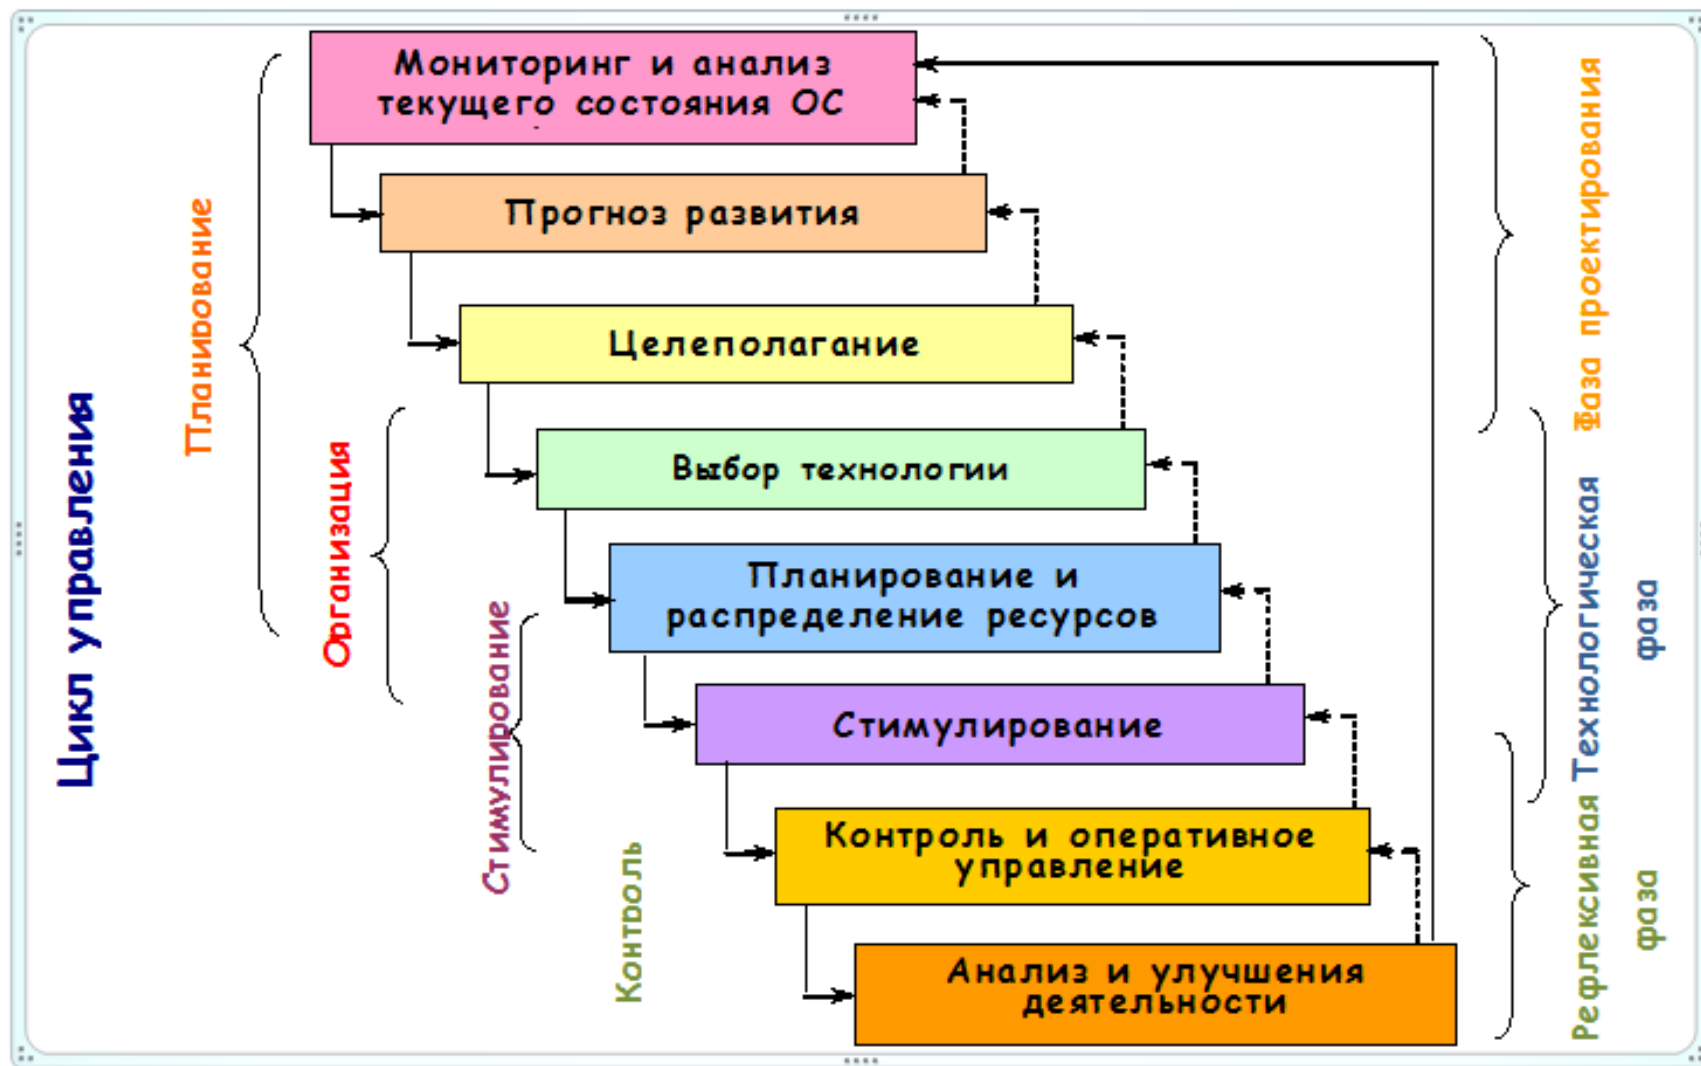 Мониторинг и анализ
текущего состояния ОС
Прогноз развития
Целеполагание
Выбор технологии
Планирование и
распределение ресурсов
Стимулирование
Контроль и оперативное
управление
Анализ и улучшения
деятельности
Цикл управления
Планирование
Организация
Стимулирование
Контроль
Фаза проектирования
Технологическая
фаза
Рефлексивная
фаза